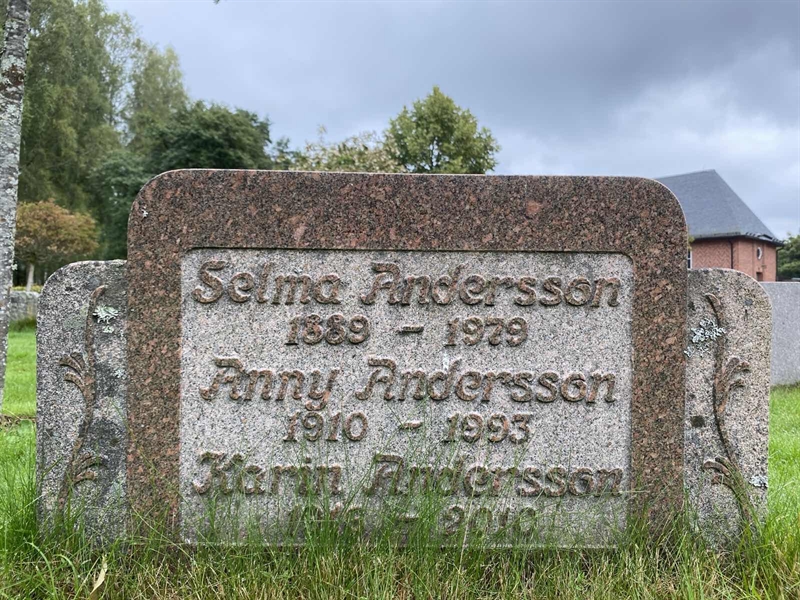 Selma Andersson
1889 - 1979
Anny Andersson
1910 - 1993
Karin Andersson
- 2010